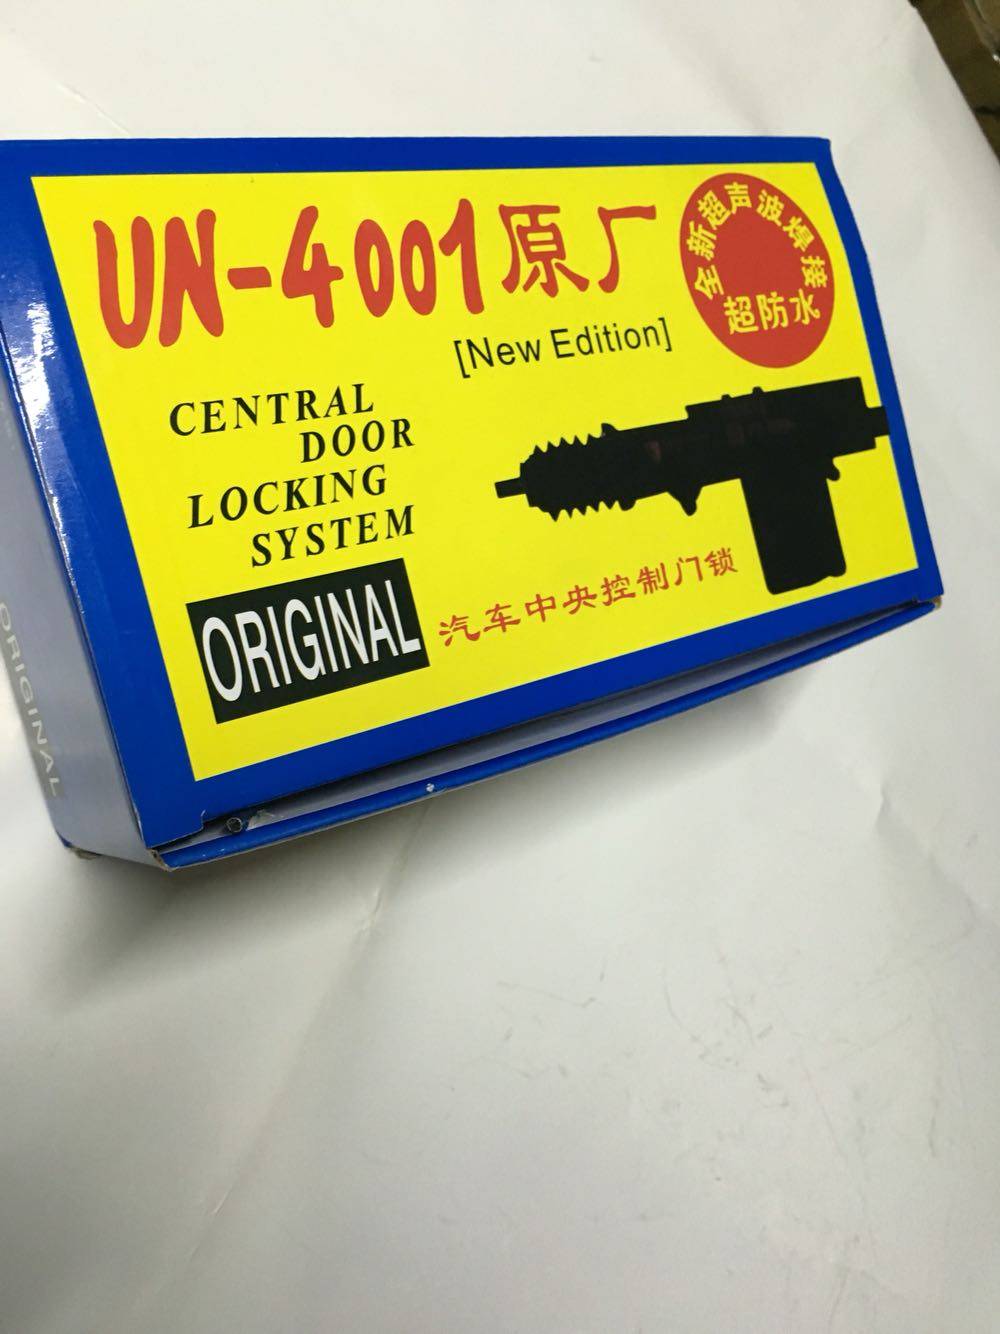 UN-4001原厂
[New Edition]
全新超声波焊接
超防水
CENTRAL
DOOR
LOCKING
SYSTEM
ORIGINAL
汽车中央控制门锁
ORIGINAL